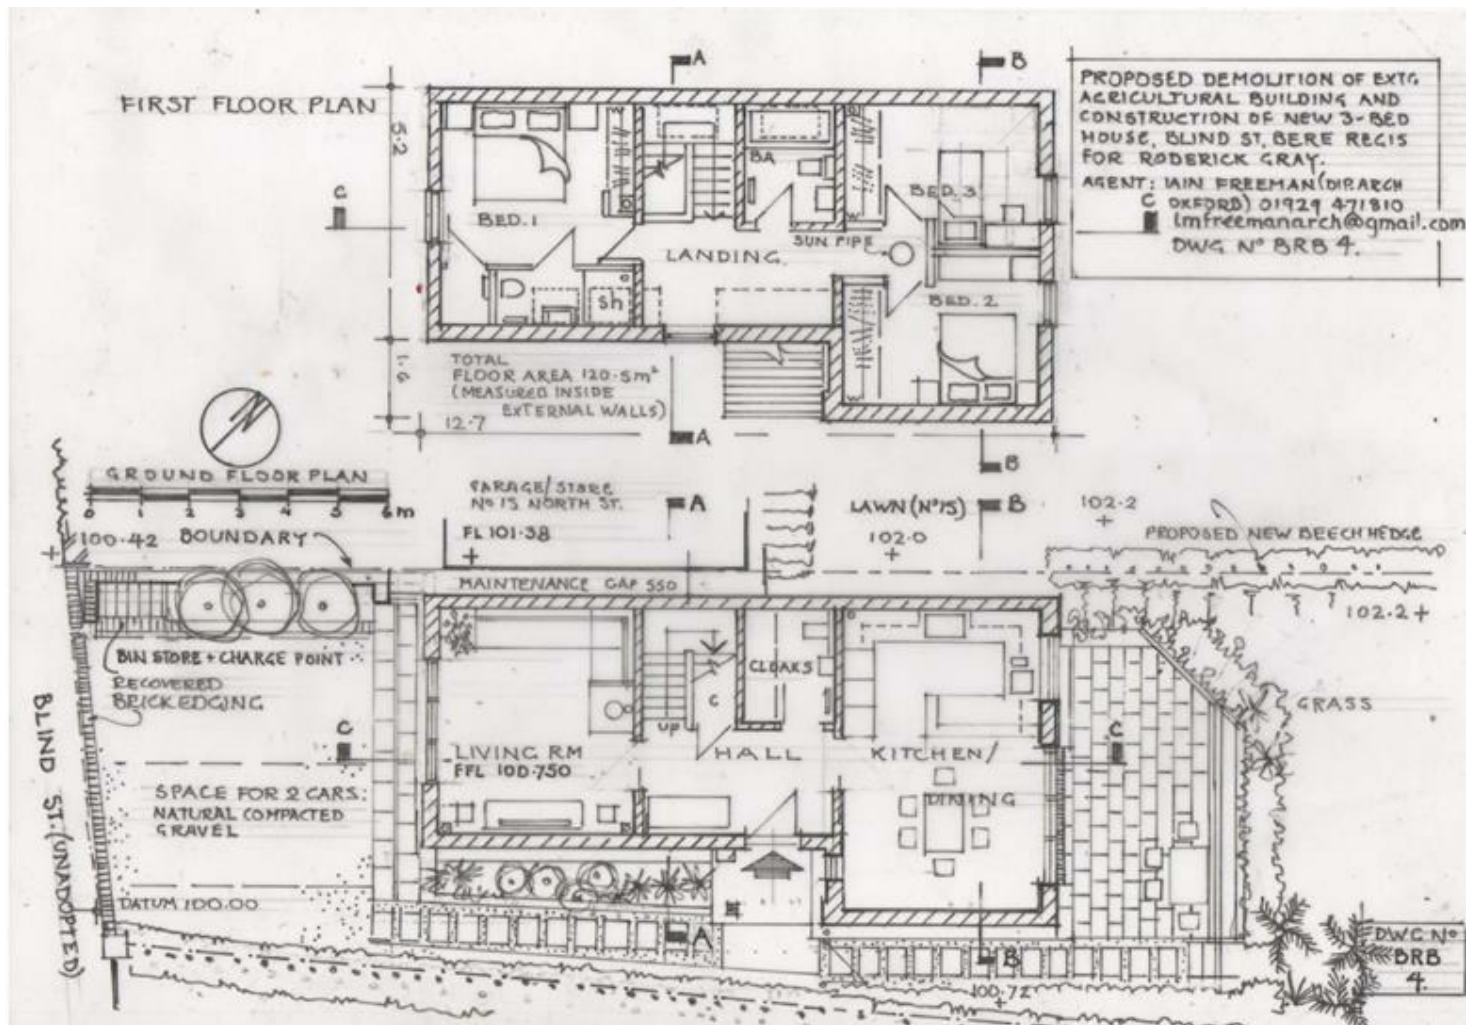 FIRST FLOOR PLAN
A
B
PROPOSED DEMOLITION OF EXTG
AGRICULTURAL BUILDING AND
CONSTRUCTION OF NEW 3-BED
HOUSE, BLIND ST, BERE REGIS
FOR RODERICK GRAY.
AGENT: IAIN FREEMAN (DIP.ARCH
OXFORD) 01929 471810
lmfreemanarch@gmail.com
DWG Nº BRB 4.
5.2
C
C
BED. 1
BA
BED. 3
SUN PIPE
LANDING.
Sh
BED. 2
1.6
TOTAL
FLOOR AREA 120.5m²
(MEASURED INSIDE
EXTERNAL WALLS)
12.7
A
B
GROUND FLOOR PLAN
0 1 2 3 4 5 6m
GARAGE/STORE
Nº 15 NORTH ST.
FL 101.38
A
LAWN (Nº15)
B
102.0
102.2
PROPOSED NEW BEECH HEDGE
100.42
BOUNDARY
MAINTENANCE GAP 550
102.2
BIN STORE + CHARGE POINT
RECOVERED
BRICK EDGING
CLOAKS
C
UP
GRASS
BLIND ST. (UNADOPTED)
C
C
LIVING RM
FFL 100.750
HALL
KITCHEN/
DINING
SPACE FOR 2 CARS:
NATURAL COMPACTED
GRAVEL
DATUM 100.00
A
B
100.72
DWG Nº
BRB
4.